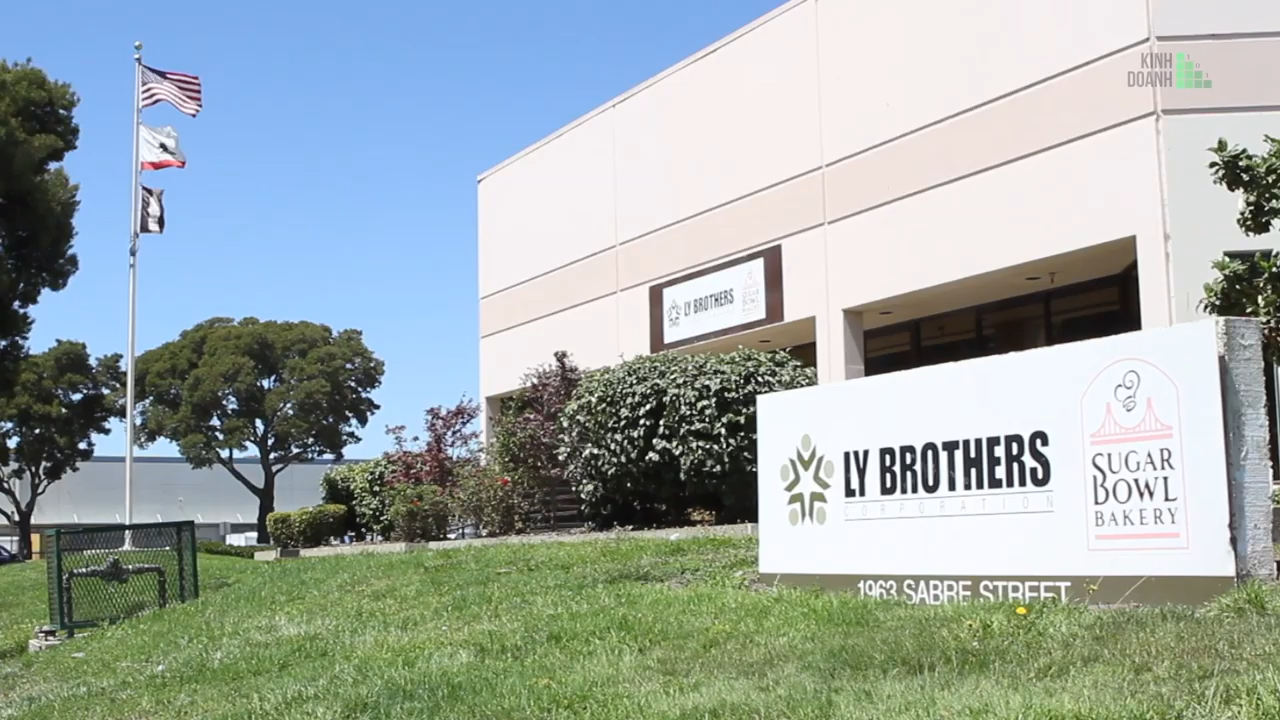 KINH
DOANH
LY BROTHERS
SUGAR
BOWL
LY BROTHERS
CORPORATION
SUGAR
BOWL
BAKERY
1963 SABRE STREET